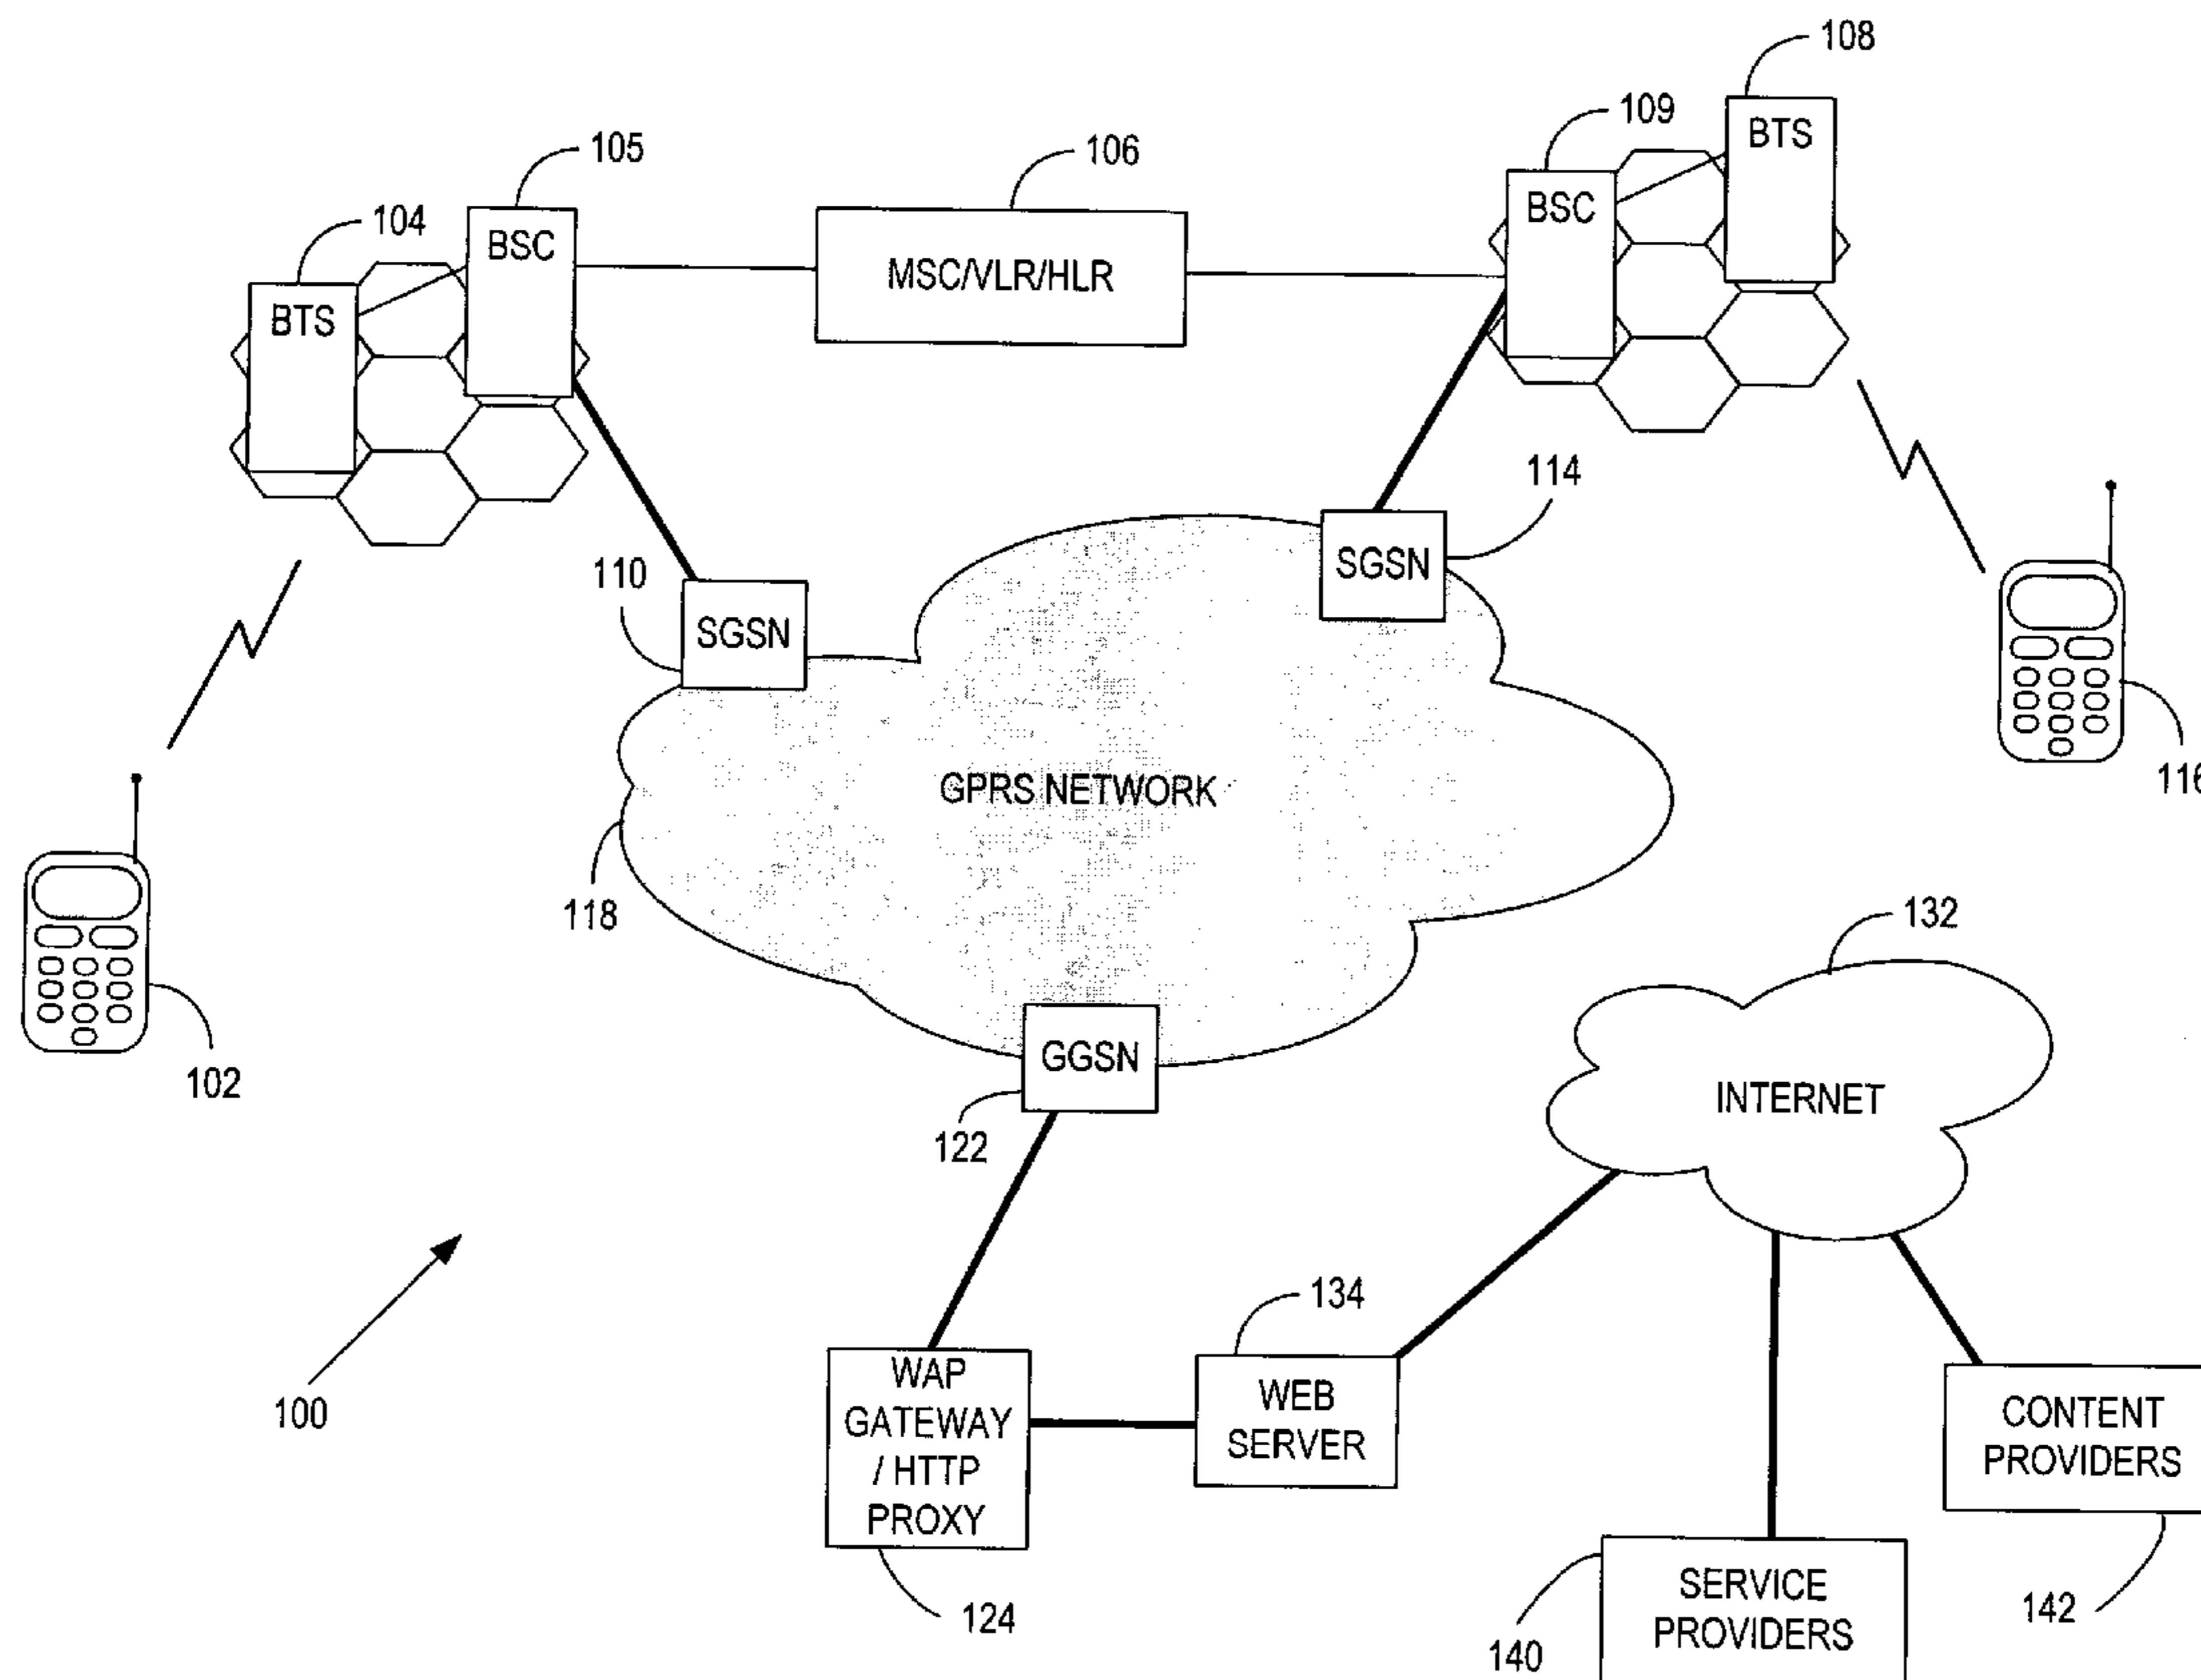 108
109
BTS
105
106
BSC
104
BSC
MSC/VLR/HLR
BTS
114
110
SGSN
SGSN
GPRS NETWORK
116
118
132
102
GGSN
INTERNET
122
134
100
WAP
GATEWAY
/ HTTP
PROXY
WEB
SERVER
CONTENT
PROVIDERS
124
SERVICE
PROVIDERS
142
140